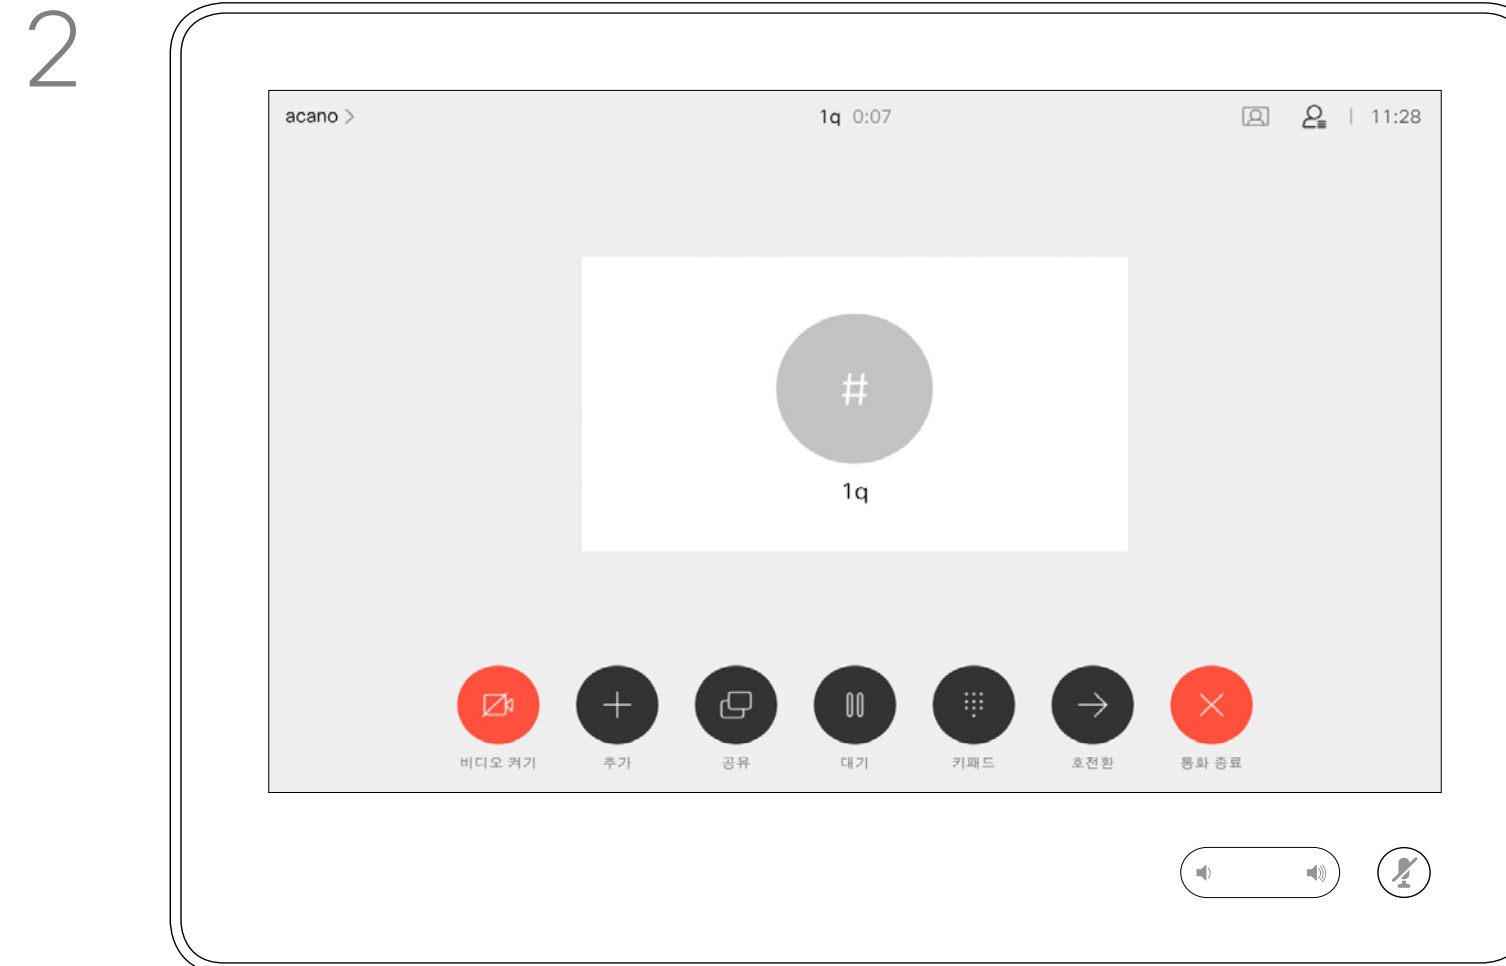 2
acano > 1q 0:07 11:28
#
1q
비디오 켜기 추가 공유 대기 키패드 호전환 통화 종료